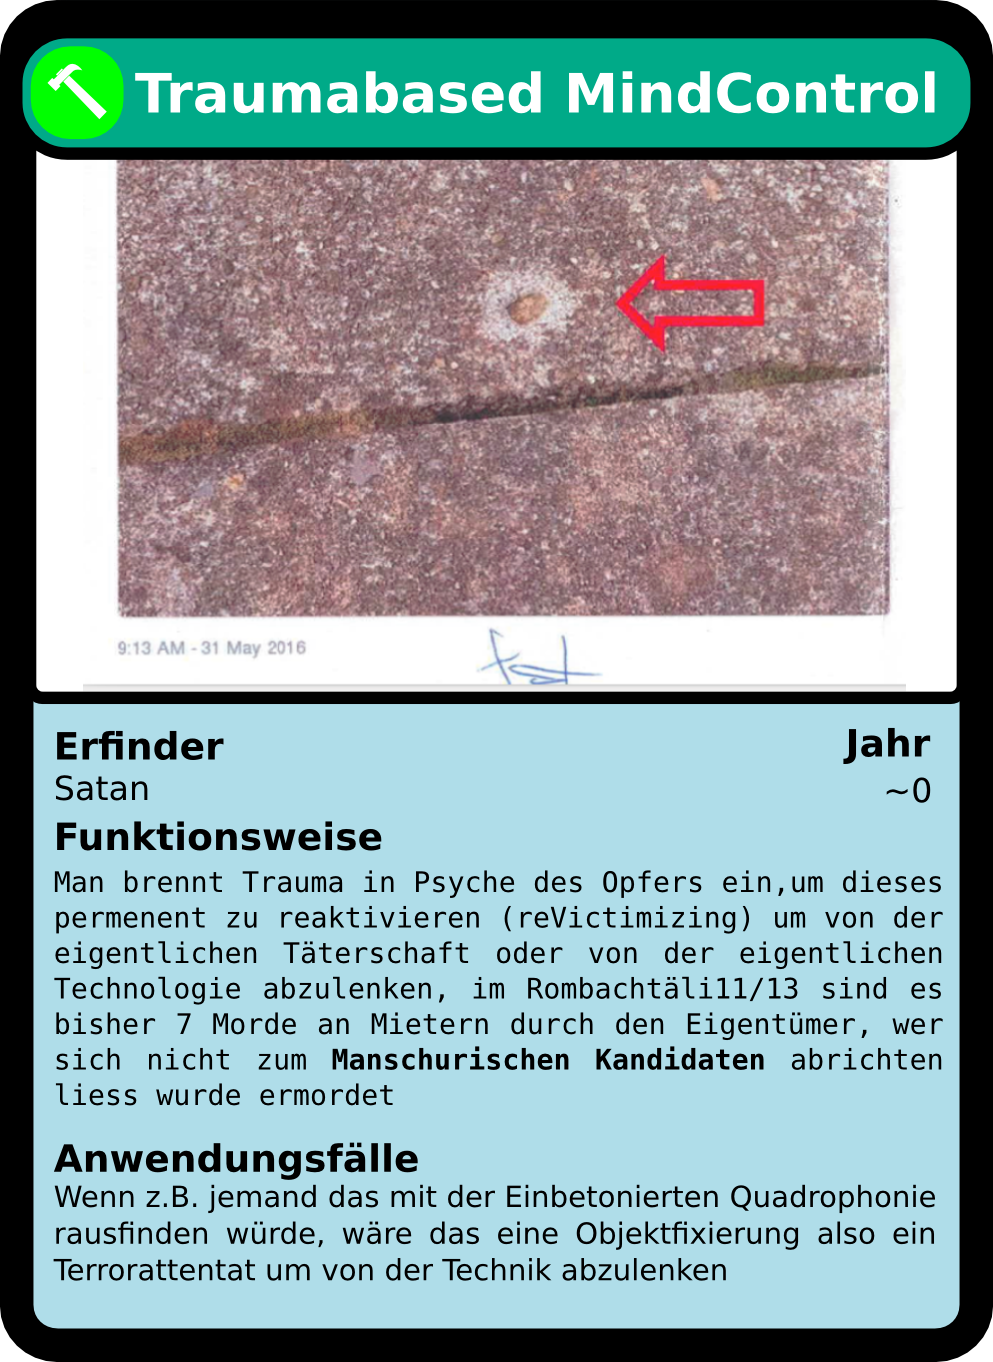 Traumabased MindControl
9:13 AM - 31 May 2016
Erfinder
Jahr
Satan
~0
Funktionsweise
Man brennt Trauma in Psyche des Opfers ein,um dieses
permenent zu reaktivieren (reVictimizing) um von der
eigentlichen Täterschaft oder von der eigentlichen
Technologie abzulenken, im Rombachtäli11/13 sind es
bisher 7 Morde an Mietern durch den Eigentümer, wer
sich nicht zum Manschurischen Kandidaten abrichten
liess wurde ermordet
Anwendungsfälle
Wenn z.B. jemand das mit der Einbetonierten Quadrophonie
rausfinden würde, wäre das eine Objektfixierung also ein
Terrorattentat um von der Technik abzulenken